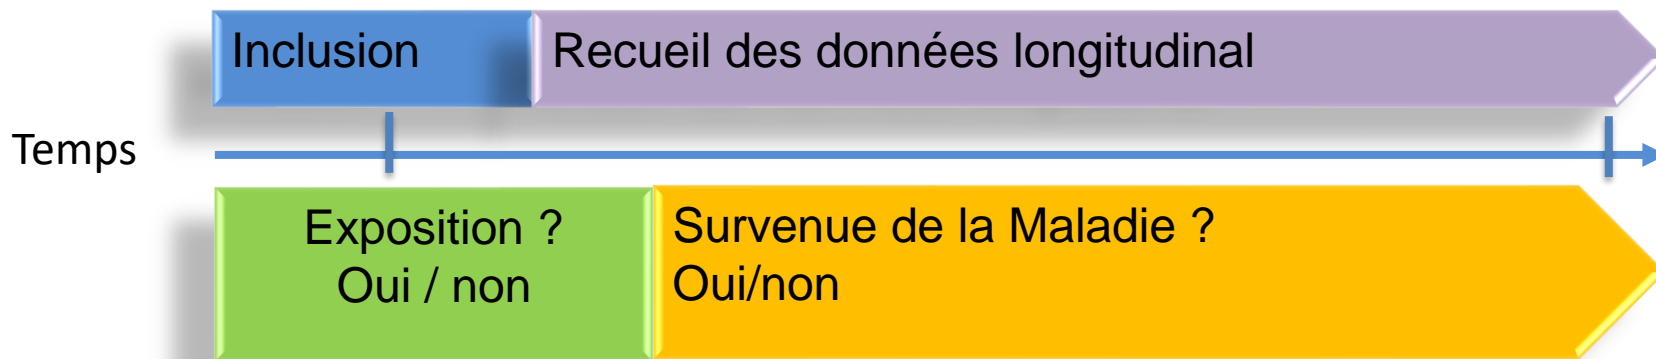 Inclusion
Recueil des données longitudinal
Temps
Exposition ?
Oui / non
Survenue de la Maladie ?
Oui/non